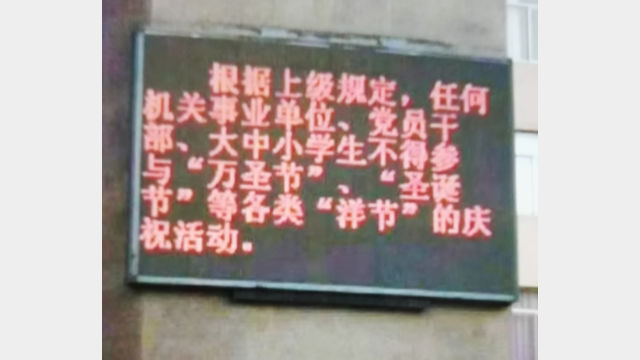 根据上级规定，任何
机关事业单位、党员干
部、大中小学生不得参
与“万圣节”、“圣诞
节”等各类“洋节”的庆
祝活动。